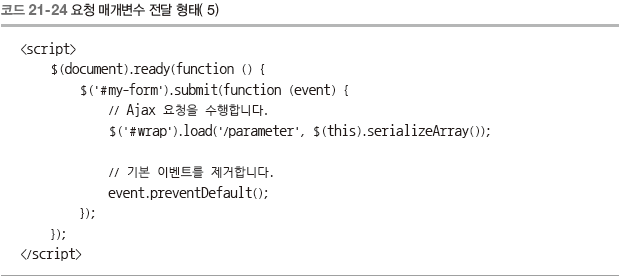 코드 21-24 요청 매개변수 전달 형태( 5)
<script>
    $(document).ready(function () {
        $('#my-form').submit(function (event) {
            // Ajax 요청을 수행합니다.
            $('#wrap').load('/parameter', $(this).serializeArray());

            // 기본 이벤트를 제거합니다.
            event.preventDefault();
        });
    });
</script>